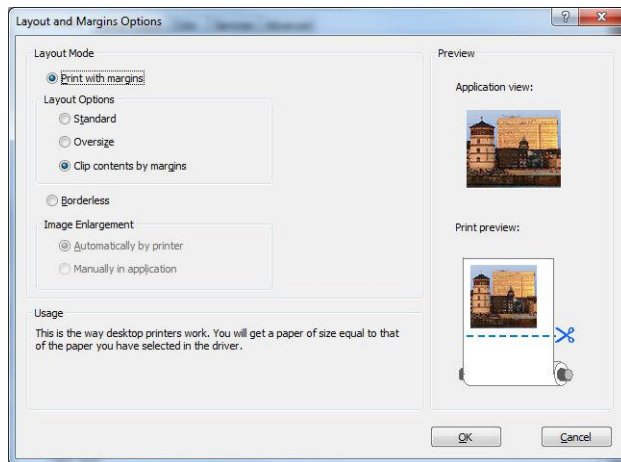 Layout and Margins Options
Layout Mode
Print with margins
Layout Options
Standard
Oversize
Clip contents by margins
Borderless
Image Enlargement
Automatically by printer
Manually in application
Usage
This is the way desktop printers work. You will get a paper of size equal to that
of the paper you have selected in the driver.
Preview
Application view:
Print preview:
OK
Cancel